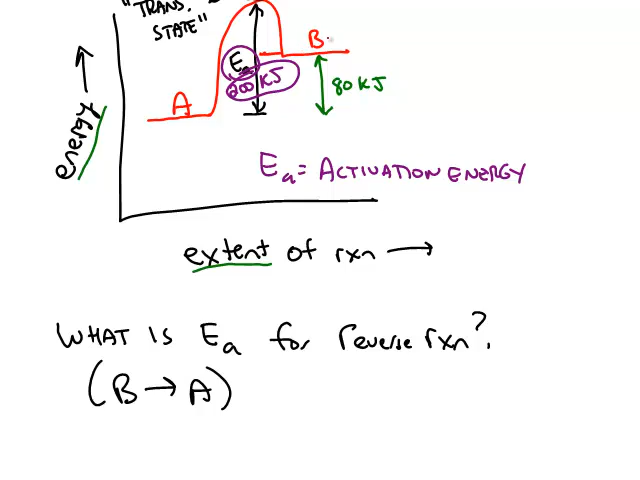 "TRANS.
STATE"
B
Ea
200 KJ
80 KJ
A
energy
Ea = ACTIVATION ENERGY
extent of rxn
WHAT IS Ea for reverse rxn?
(B → A)